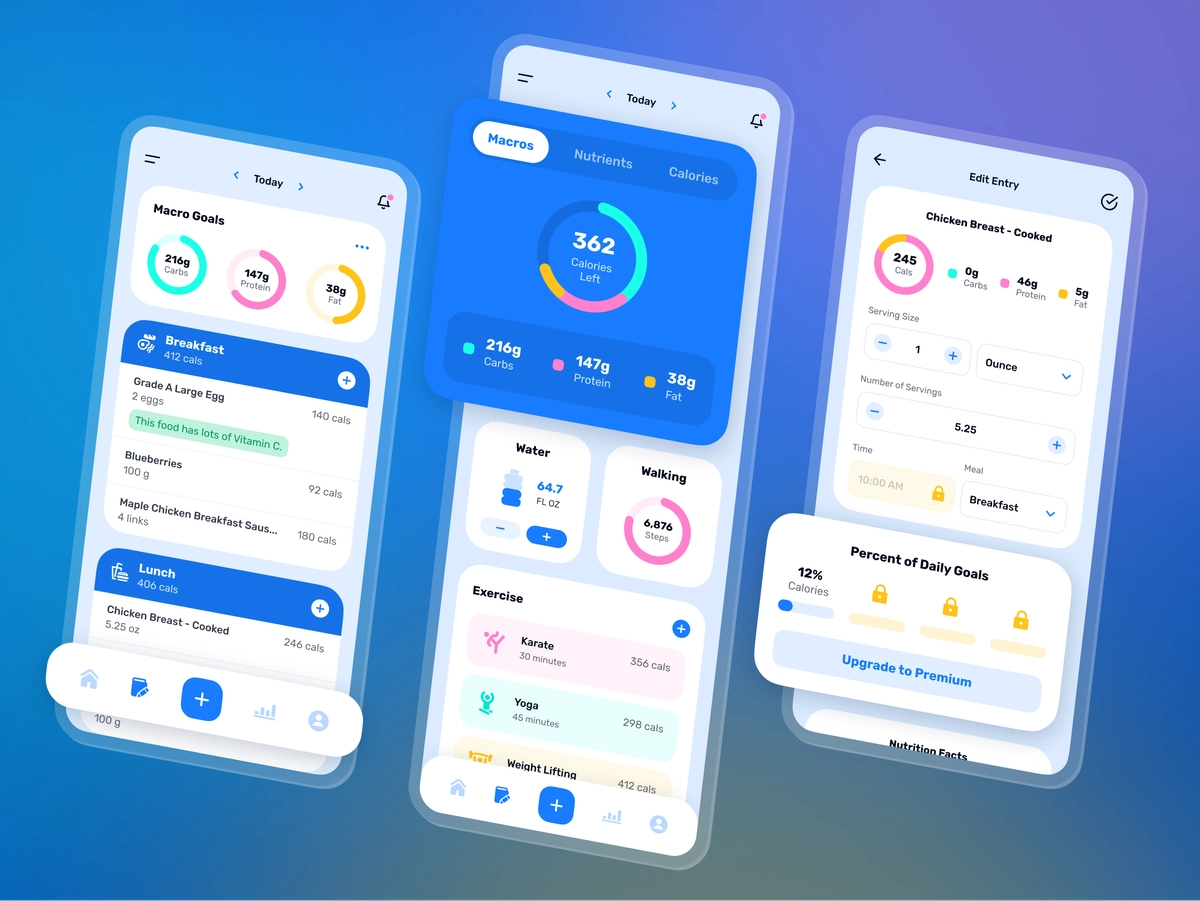 Today
Macro Goals
216g
Carbs
147g
Protein
38g
Fat
Breakfast
412 cals
Grade A Large Egg
2 eggs
140 cals
This food has lots of Vitamin C.
Blueberries
100 g
92 cals
Maple Chicken Breakfast Saus...
4 links
180 cals
Lunch
406 cals
Chicken Breast - Cooked
5.25 oz
246 cals
100 g
Today
Macros
Nutrients
Calories
362
Calories
Left
216g
Carbs
147g
Protein
38g
Fat
Water
64.7
FL OZ
Walking
6,876
Steps
Exercise
Karate
30 minutes
356 cals
Yoga
45 minutes
298 cals
Weight Lifting
412 cals
Edit Entry
Chicken Breast - Cooked
245
Cals
0g
Carbs
46g
Protein
5g
Fat
Serving Size
1
Ounce
Number of Servings
5.25
Time
10:00 AM
Meal
Breakfast
Percent of Daily Goals
12%
Calories
Upgrade to Premium
Nutrition Facts